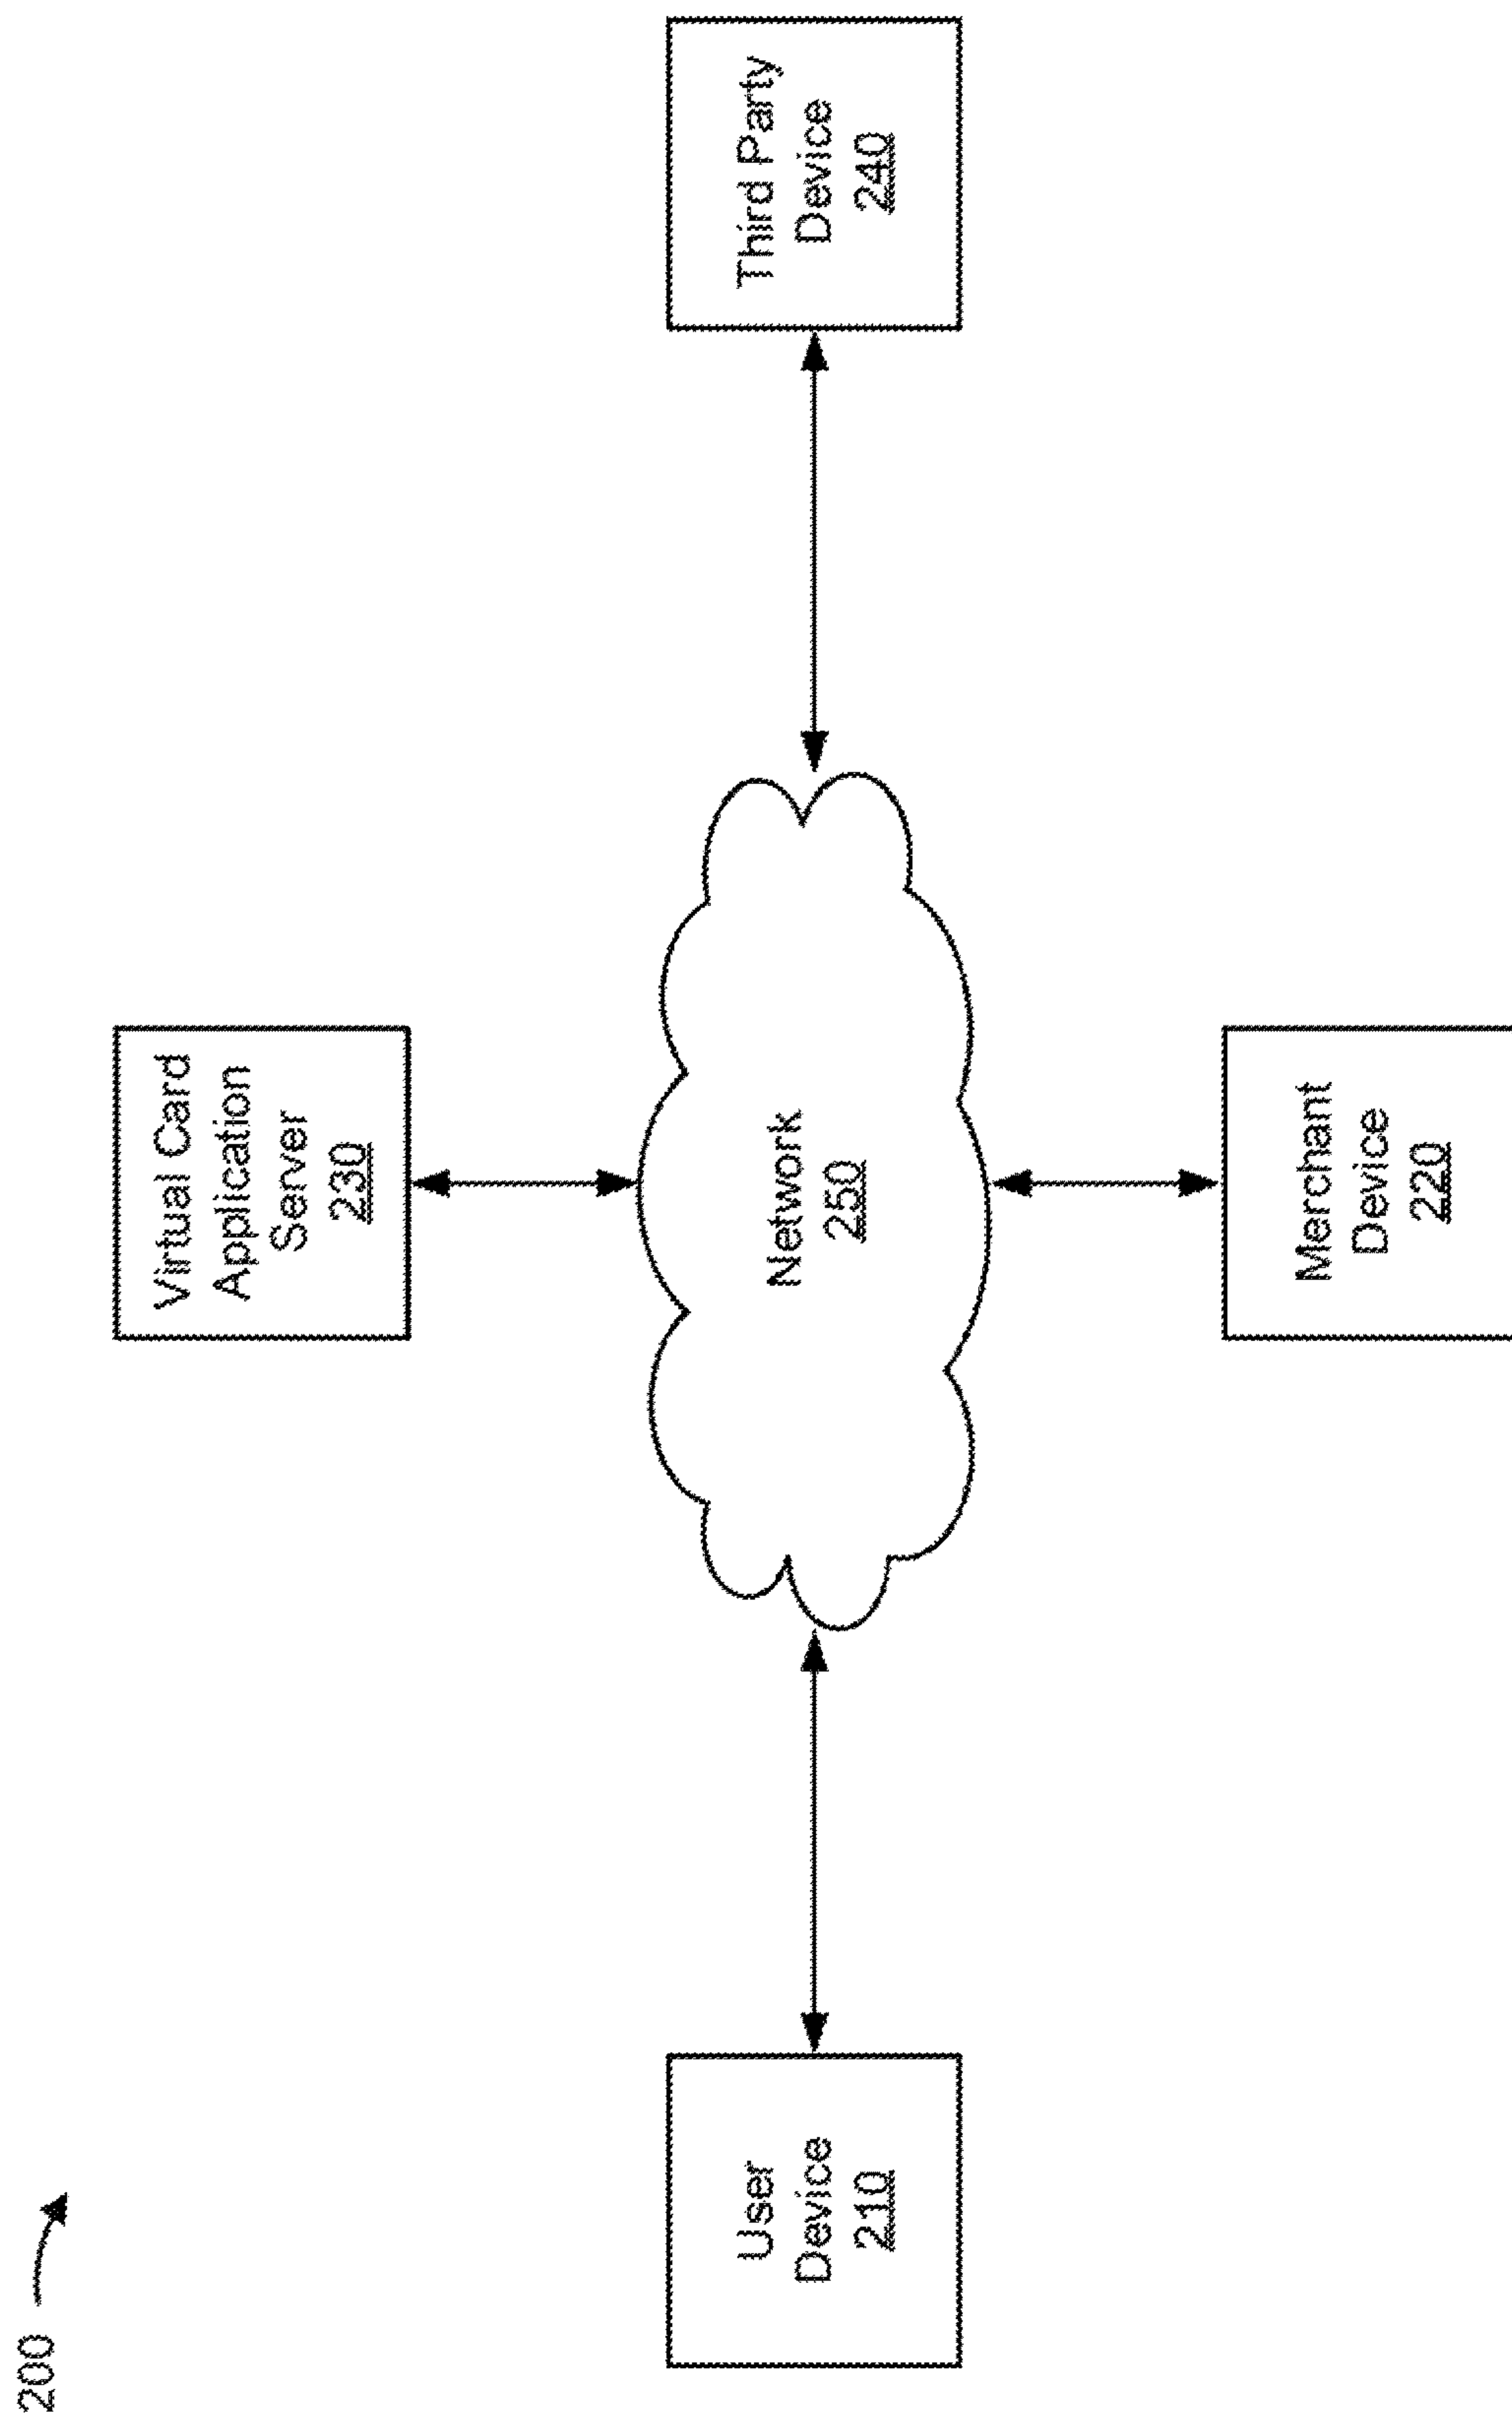 200
Virtual Card
Application
Server
230
User
Device
210
Network
250
Third Party
Device
240
Merchant
Device
220